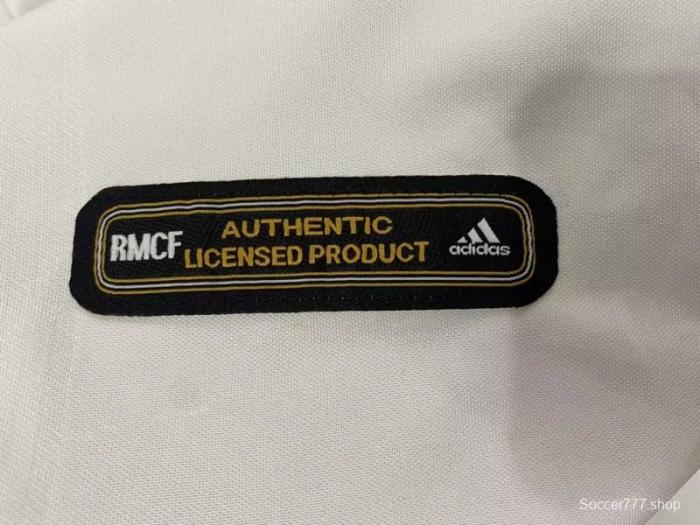 RMCF
AUTHENTIC
LICENSED PRODUCT
adidas
Soccer777.shop